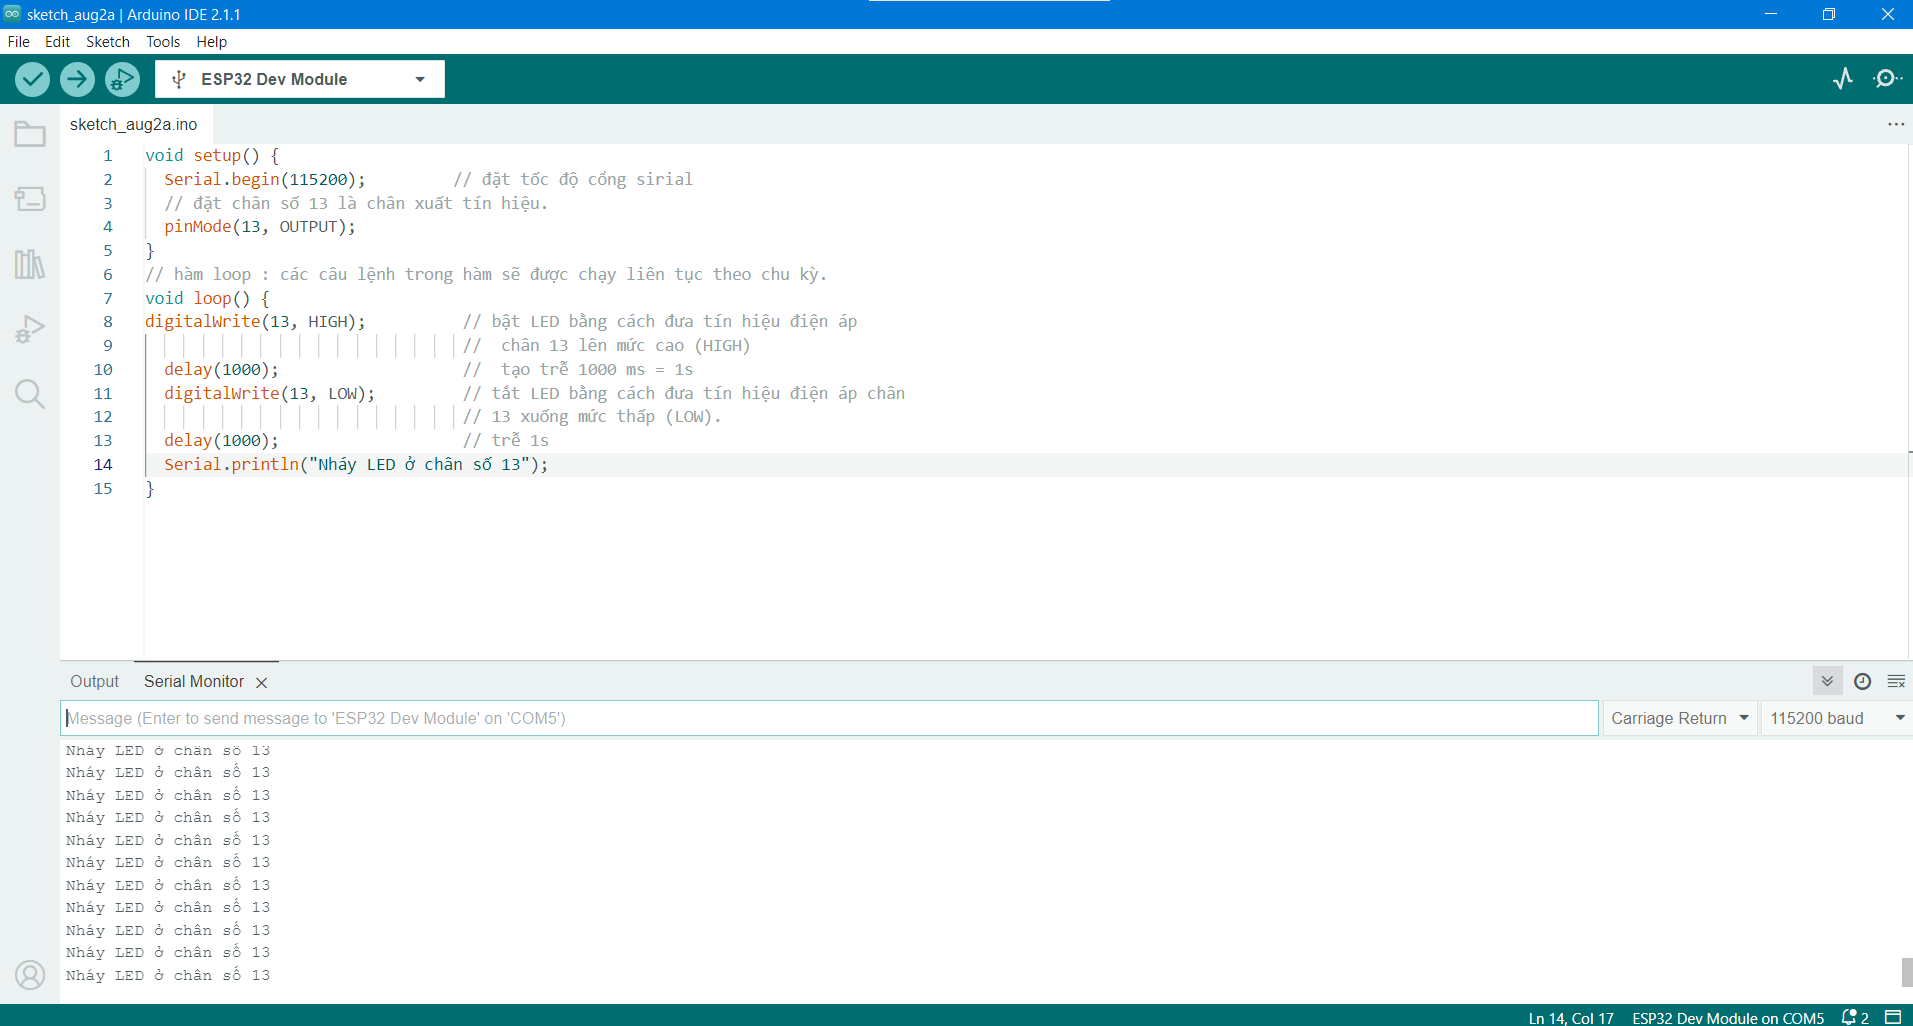 sketch_aug2a | Arduino IDE 2.1.1
File Edit Sketch Tools Help
ESP32 Dev Module
sketch_aug2a.ino
1 void setup() {
2 Serial.begin(115200); // đặt tốc độ cổng sirial
3 // đặt chân số 13 là chân xuất tín hiệu.
4 pinMode(13, OUTPUT);
5 }
6 // hàm loop : các câu lệnh trong hàm sẽ được chạy liên tục theo chu kỳ.
7 void loop() {
8 digitalWrite(13, HIGH); // bật LED bằng cách đưa tín hiệu điện áp
9 // chân 13 lên mức cao (HIGH)
10 delay(1000); // tạo trễ 1000 ms = 1s
11 digitalWrite(13, LOW); // tắt LED bằng cách đưa tín hiệu điện áp chân
12 // 13 xuống mức thấp (LOW).
13 delay(1000); // trễ 1s
14 Serial.println("Nháy LED ở chân số 13");
15 }
Output Serial Monitor
Message (Enter to send message to 'ESP32 Dev Module' on 'COM5') Carriage Return 115200 baud
Nháy LED ở chân số 13
Nháy LED ở chân số 13
Nháy LED ở chân số 13
Nháy LED ở chân số 13
Nháy LED ở chân số 13
Nháy LED ở chân số 13
Nháy LED ở chân số 13
Nháy LED ở chân số 13
Nháy LED ở chân số 13
Nháy LED ở chân số 13
Nháy LED ở chân số 13
Ln 14, Col 17 ESP32 Dev Module on COM5 2